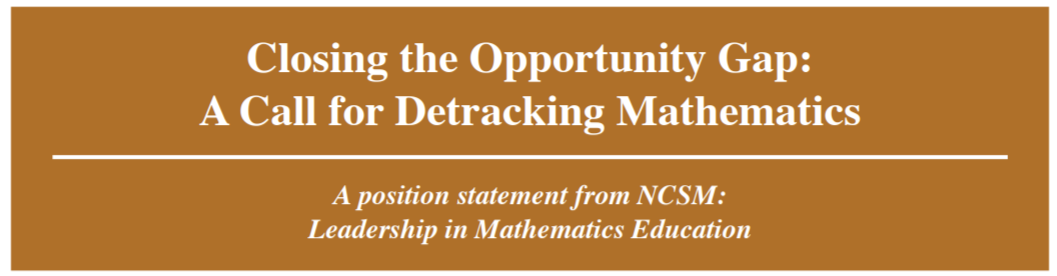 Closing the Opportunity Gap:
A Call for Detracking Mathematics
A position statement from NCSM:
Leadership in Mathematics Education